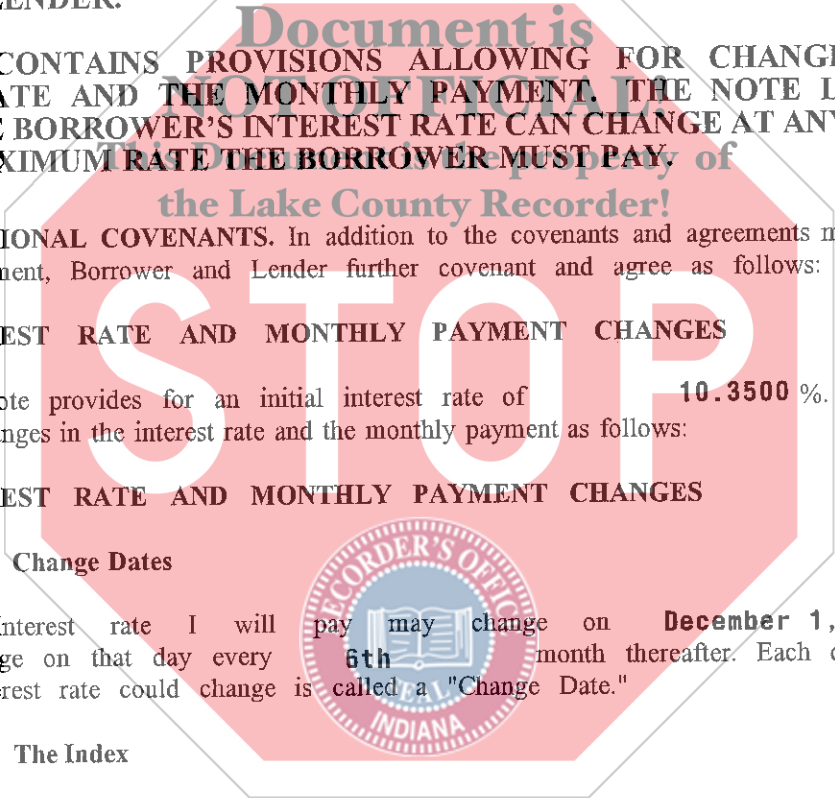 LENDER.
Document is
CONTAINS PROVISIONS ALLOWING FOR CHANG
NOT OFFICIAL!
ATE AND THE MONTHLY PAYMENT. THE NOTE L
E BORROWER'S INTEREST RATE CAN CHANGE AT ANY
XIMUM RATE THE BORROWER MUST PAY.
This Document is the property of
the Lake County Recorder!
IONAL COVENANTS. In addition to the covenants and agreements m
ment, Borrower and Lender further covenant and agree as follows:
STOP
EST RATE AND MONTHLY PAYMENT CHANGES
ote provides for an initial interest rate of 10.3500 %.
nges in the interest rate and the monthly payment as follows:
EST RATE AND MONTHLY PAYMENT CHANGES
Change Dates
RECORDER'S OFFICE
nterest rate I will pay may change on December 1,
ge on that day every 6th month thereafter. Each
rest rate could change is called a "Change Date."
SEAL
INDIANA
The Index